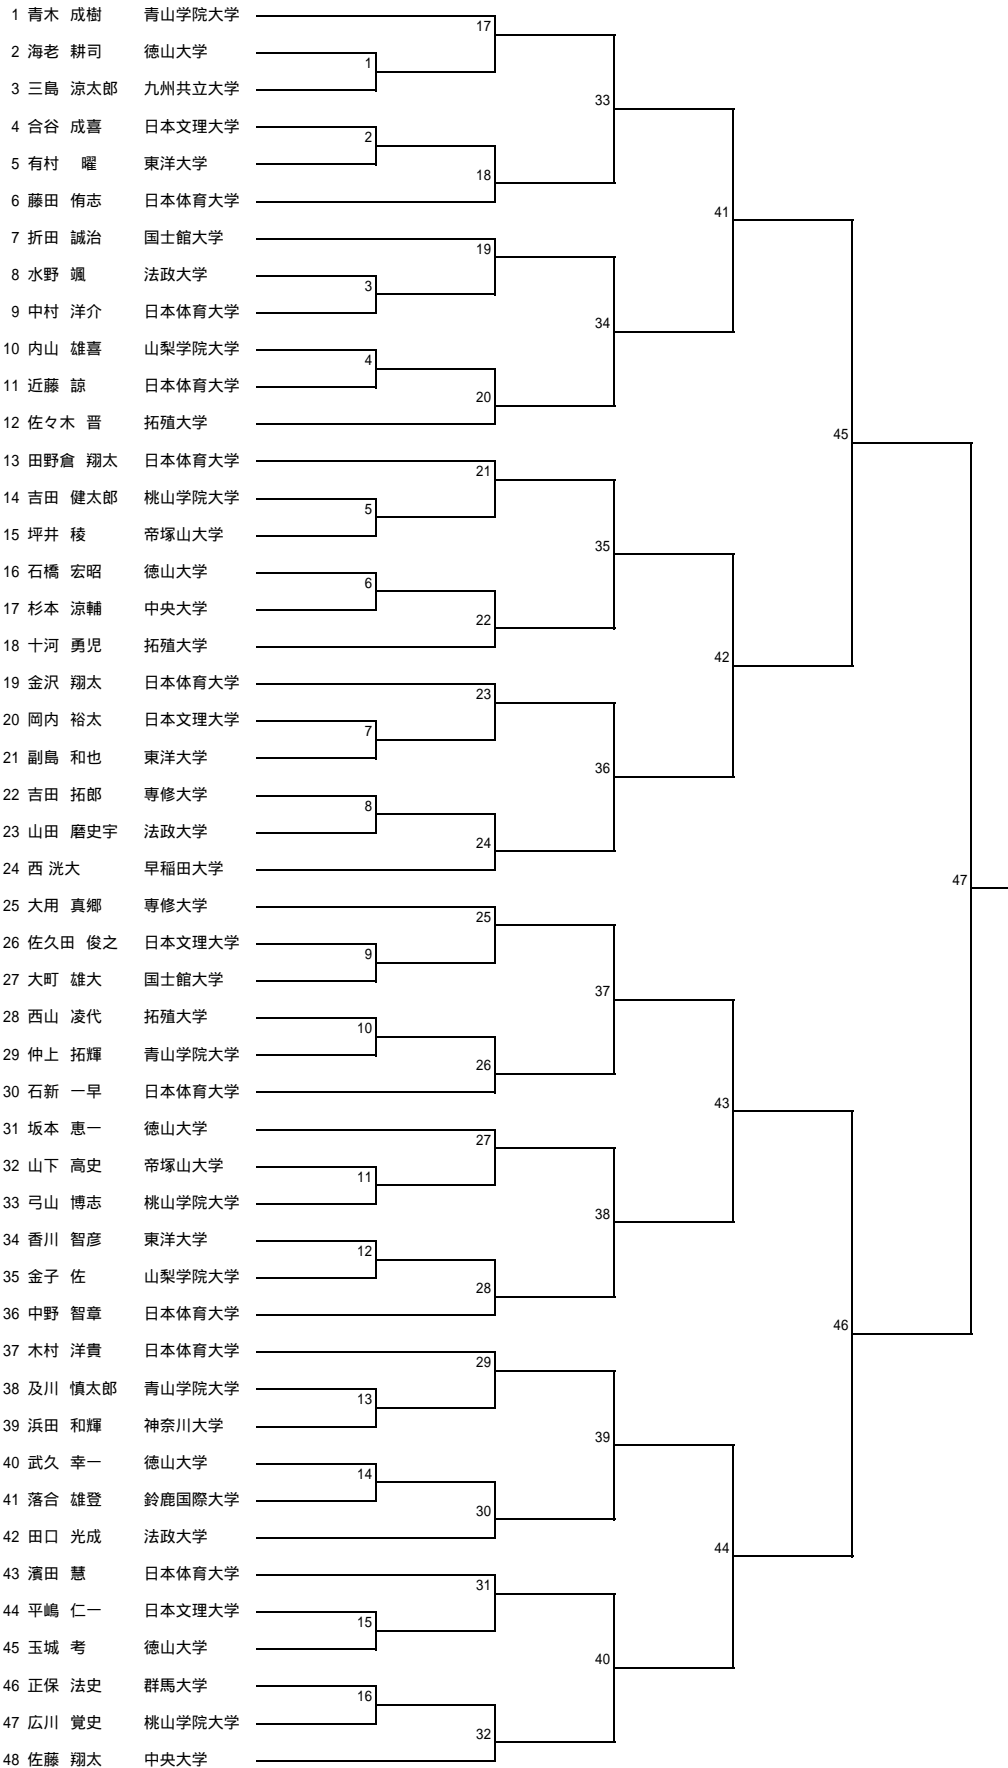 1 青木 成樹 青山学院大学
17
2 海老 耕司 徳山大学
1
3 三島 涼太郎 九州共立大学
33
4 合谷 成喜 日本文理大学
2
5 有村 曜 東洋大学
18
6 藤田 侑志 日本体育大学
41
7 折田 誠治 国士館大学
19
8 水野 颯 法政大学
3
9 中村 洋介 日本体育大学
34
10 内山 雄喜 山梨学院大学
4
11 近藤 諒 日本体育大学
20
12 佐々木 晋 拓殖大学
45
13 田野倉 翔太 日本体育大学
21
14 吉田 健太郎 桃山学院大学
5
15 坪井 稜 帝塚山大学
35
16 石橋 宏昭 徳山大学
6
17 杉本 涼輔 中央大学
22
18 十河 勇児 拓殖大学
42
19 金沢 翔太 日本体育大学
23
20 岡内 裕太 日本文理大学
7
21 副島 和也 東洋大学
36
22 吉田 拓郎 専修大学
8
23 山田 磨史宇 法政大学
24
24 西 洸大 早稲田大学
47
25 大用 真郷 専修大学
25
26 佐久田 俊之 日本文理大学
9
27 大町 雄大 国士館大学
37
28 西山 凌代 拓殖大学
10
29 仲上 拓輝 青山学院大学
26
30 石新 一早 日本体育大学
43
31 坂本 恵一 徳山大学
27
32 山下 高史 帝塚山大学
11
33 弓山 博志 桃山学院大学
38
34 香川 智彦 東洋大学
12
35 金子 佐 山梨学院大学
28
36 中野 智章 日本体育大学
46
37 木村 洋貴 日本体育大学
29
38 及川 慎太郎 青山学院大学
13
39 浜田 和輝 神奈川大学
39
40 武久 幸一 徳山大学
14
41 落合 雄登 鈴鹿国際大学
30
42 田口 光成 法政大学
44
43 濱田 慧 日本体育大学
31
44 平嶋 仁一 日本文理大学
15
45 玉城 考 徳山大学
40
46 正保 法史 群馬大学
16
47 広川 覚史 桃山学院大学
32
48 佐藤 翔太 中央大学